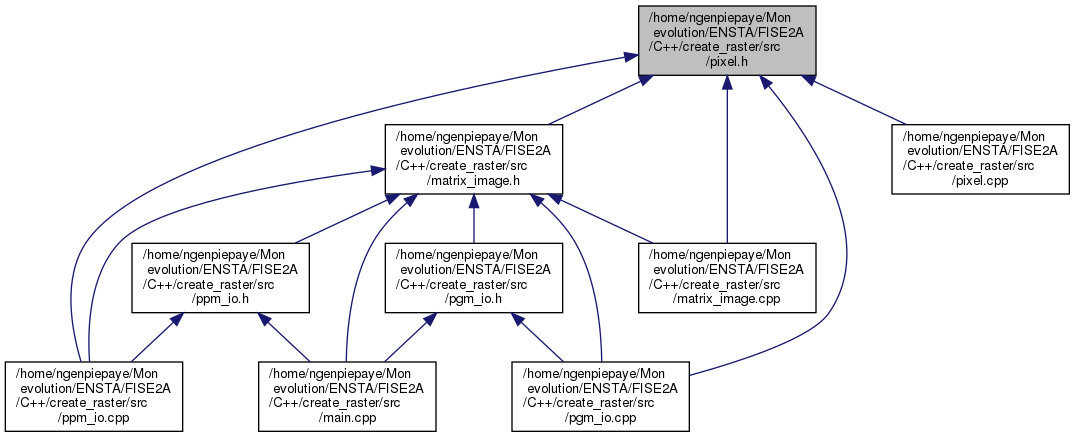 /home/ngenpiepaye/Mon
evolution/ENSTA/FISE2A
/C++/create_raster/src
/pixel.h
/home/ngenpiepaye/Mon
evolution/ENSTA/FISE2A
/C++/create_raster/src
/matrix_image.h
/home/ngenpiepaye/Mon
evolution/ENSTA/FISE2A
/C++/create_raster/src
/pixel.cpp
/home/ngenpiepaye/Mon
evolution/ENSTA/FISE2A
/C++/create_raster/src
/ppm_io.h
/home/ngenpiepaye/Mon
evolution/ENSTA/FISE2A
/C++/create_raster/src
/pgm_io.h
/home/ngenpiepaye/Mon
evolution/ENSTA/FISE2A
/C++/create_raster/src
/matrix_image.cpp
/home/ngenpiepaye/Mon
evolution/ENSTA/FISE2A
/C++/create_raster/src
/ppm_io.cpp
/home/ngenpiepaye/Mon
evolution/ENSTA/FISE2A
/C++/create_raster/src
/main.cpp
/home/ngenpiepaye/Mon
evolution/ENSTA/FISE2A
/C++/create_raster/src
/pgm_io.cpp